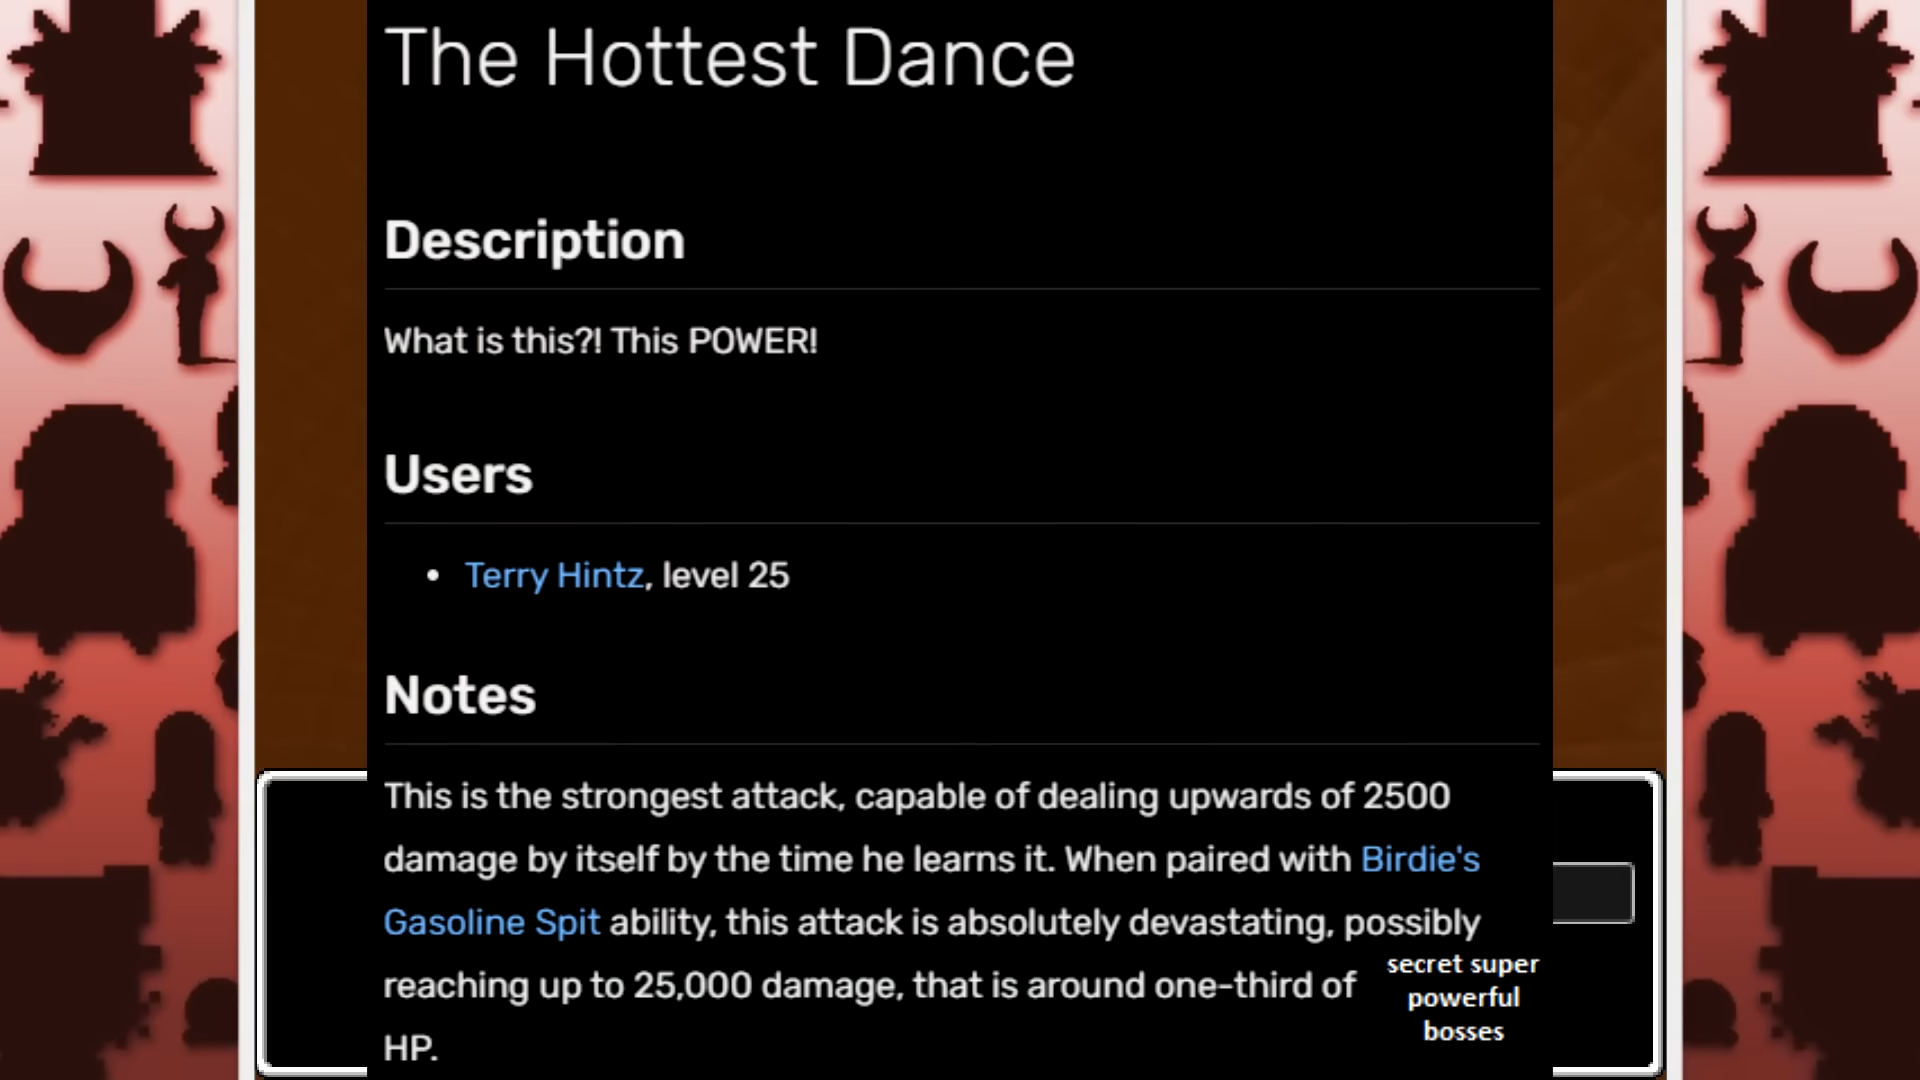 The Hottest Dance
Description
What is this?! This POWER!
Users
Terry Hintz, level 25
Notes
This is the strongest attack, capable of dealing upwards of 2500
damage by itself by the time he learns it. When paired with Birdie's
Gasoline Spit ability, this attack is absolutely devastating, possibly
reaching up to 25,000 damage, that is around one-third of
secret super
powerful
bosses
HP.